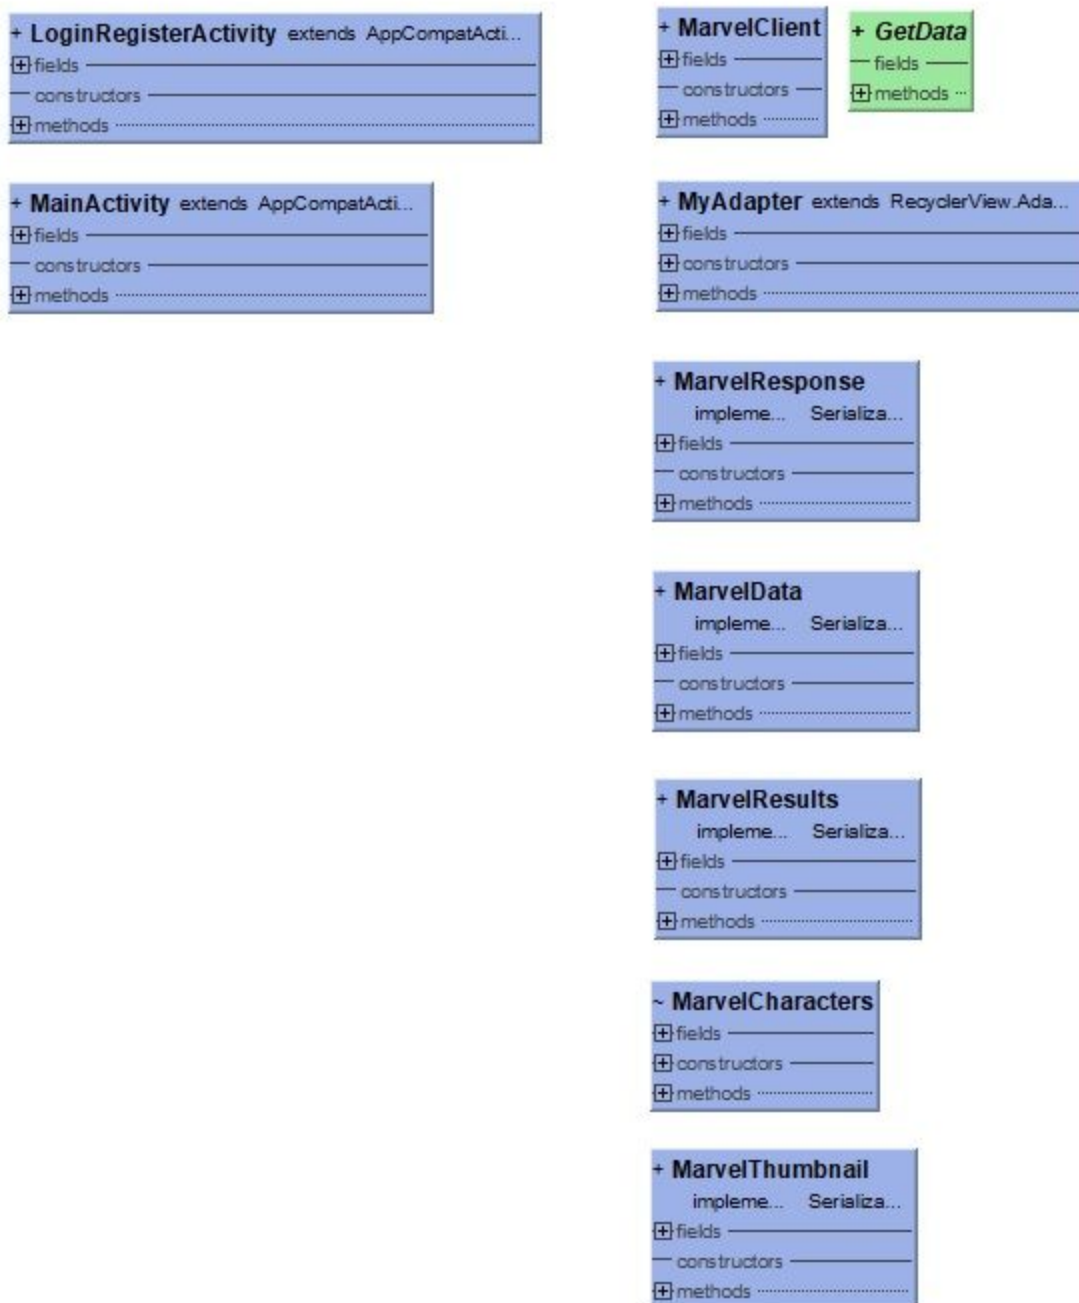 + LoginRegisterActivity extends AppCompatActi...
+ fields
constructors
+ methods
+ MainActivity extends AppCompatActi...
+ fields
constructors
+ methods
+ MarvelClient
+ fields
constructors
+ methods
+ GetData
fields
+ methods
+ MyAdapter extends RecyclerView.Ada...
+ fields
+ constructors
+ methods
+ MarvelResponse
impleme... Serializa...
+ fields
constructors
+ methods
+ MarvelData
impleme... Serializa...
+ fields
constructors
+ methods
+ MarvelResults
impleme... Serializa...
+ fields
constructors
+ methods
~ MarvelCharacters
+ fields
+ constructors
+ methods
+ MarvelThumbnail
impleme... Serializa...
+ fields
constructors
+ methods